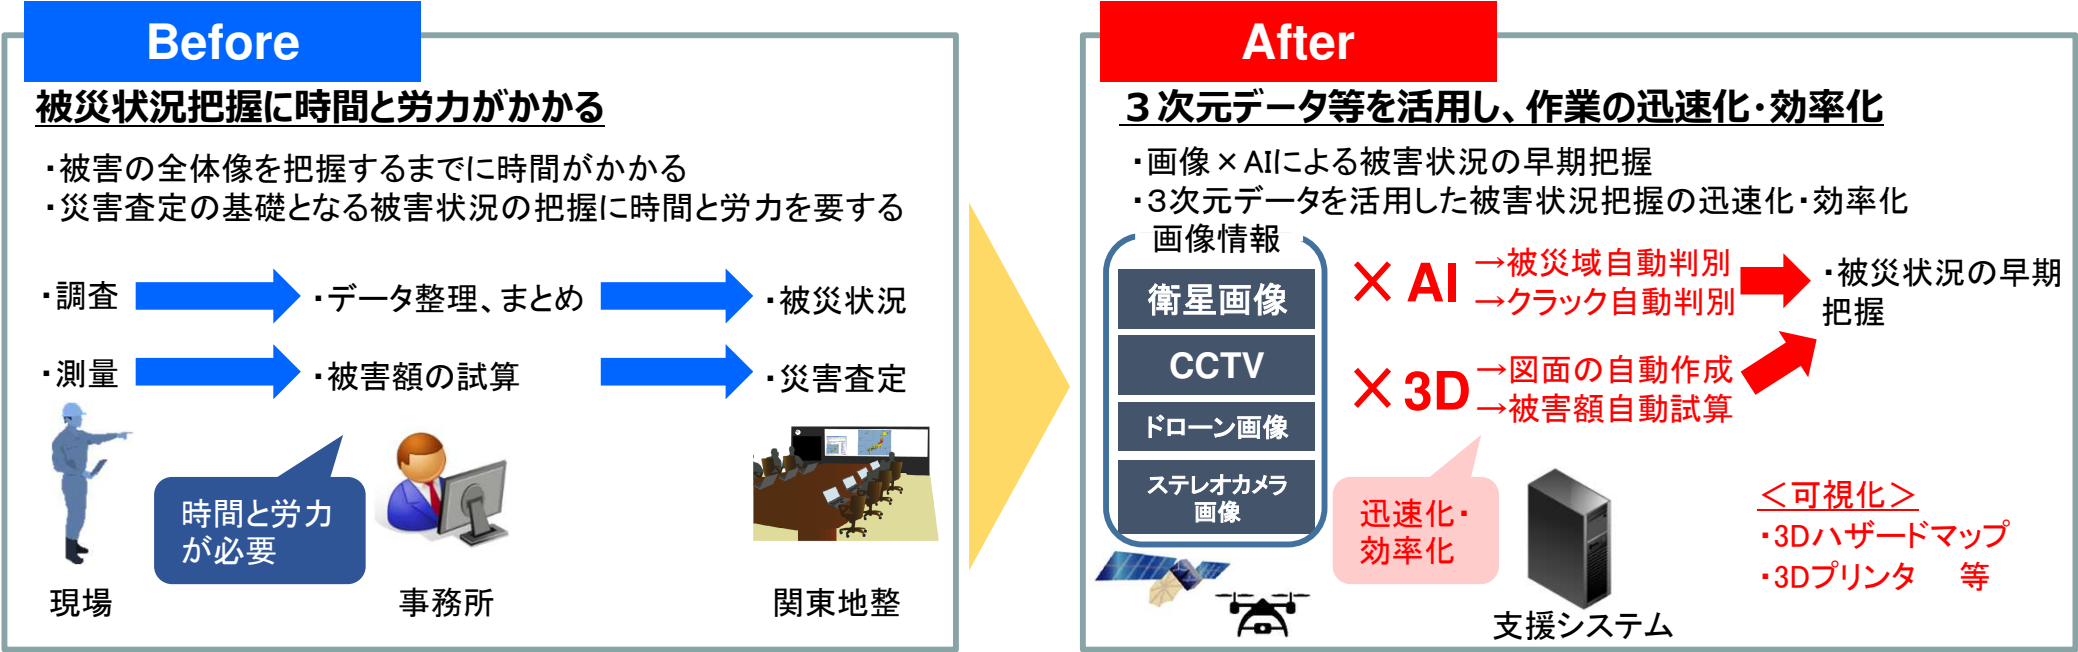 Before
被災状況把握に時間と労力がかかる
・被害の全体像を把握するまでに時間がかかる
・災害査定の基礎となる被害状況の把握に時間と労力を要する
・調査
・データ整理、まとめ
・被災状況
・測量
・被害額の試算
・災害査定
時間と労力
が必要
現場
事務所
関東地整
After
３次元データ等を活用し、作業の迅速化・効率化
・画像×AIによる被害状況の早期把握
・３次元データを活用した被害状況把握の迅速化・効率化
画像情報
衛星画像
CCTV
ドローン画像
ステレオカメラ
画像
× AI
→被災域自動判別
→クラック自動判別
・被災状況の早期
把握
× 3D
→図面の自動作成
→被害額自動試算
迅速化・
効率化
支援システム
＜可視化＞
・3Dハザードマップ
・3Dプリンタ　等